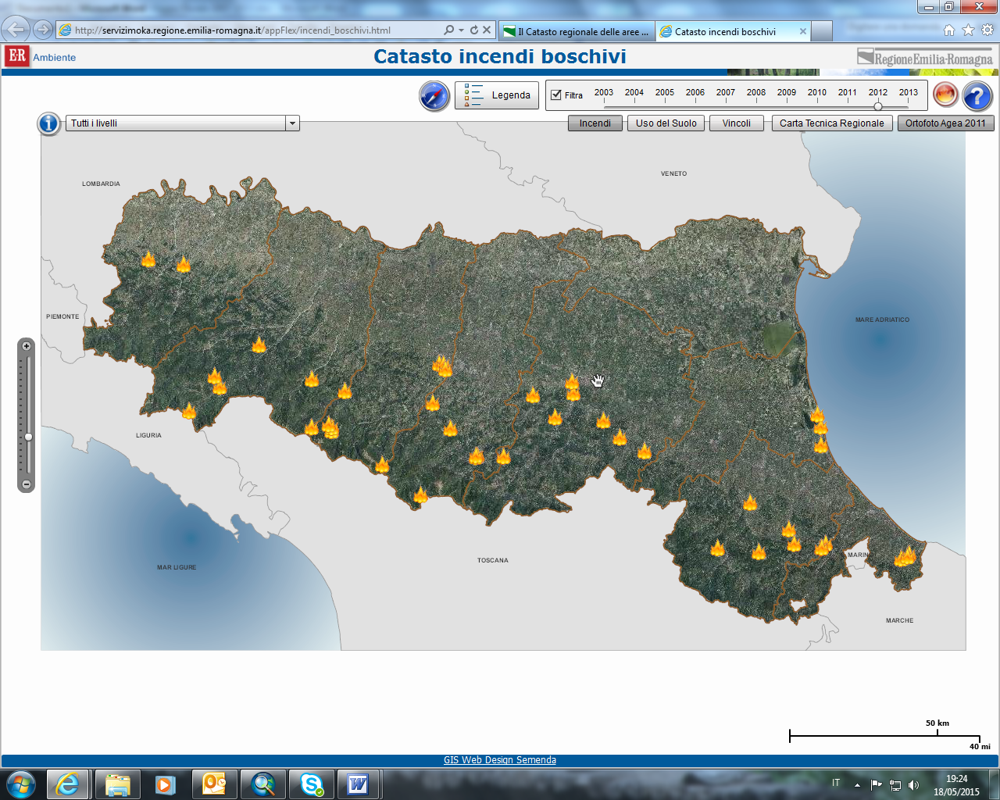 http://servizimoka.regione.emilia-romagna.it/appFlex/incendi_boschivi.html
Il Catasto regionale delle aree ...
Catasto incendi boschivi
ER Ambiente
Catasto incendi boschivi
RegioneEmilia-Romagna
Legenda
Filtra
2003 2004 2005 2006 2007 2008 2009 2010 2011 2012 2013
Tutti i livelli
Incendi
Uso del Suolo
Vincoli
Carta Tecnica Regionale
Ortofoto Agea 2011
VENETO
LOMBARDIA
PIEMONTE
MARE ADRIATICO
LIGURIA
MARIN
TOSCANA
MAR LIGURE
MARCHE
50 km
40 mi
GIS Web Design Semenda
IT
19:24
18/05/2015